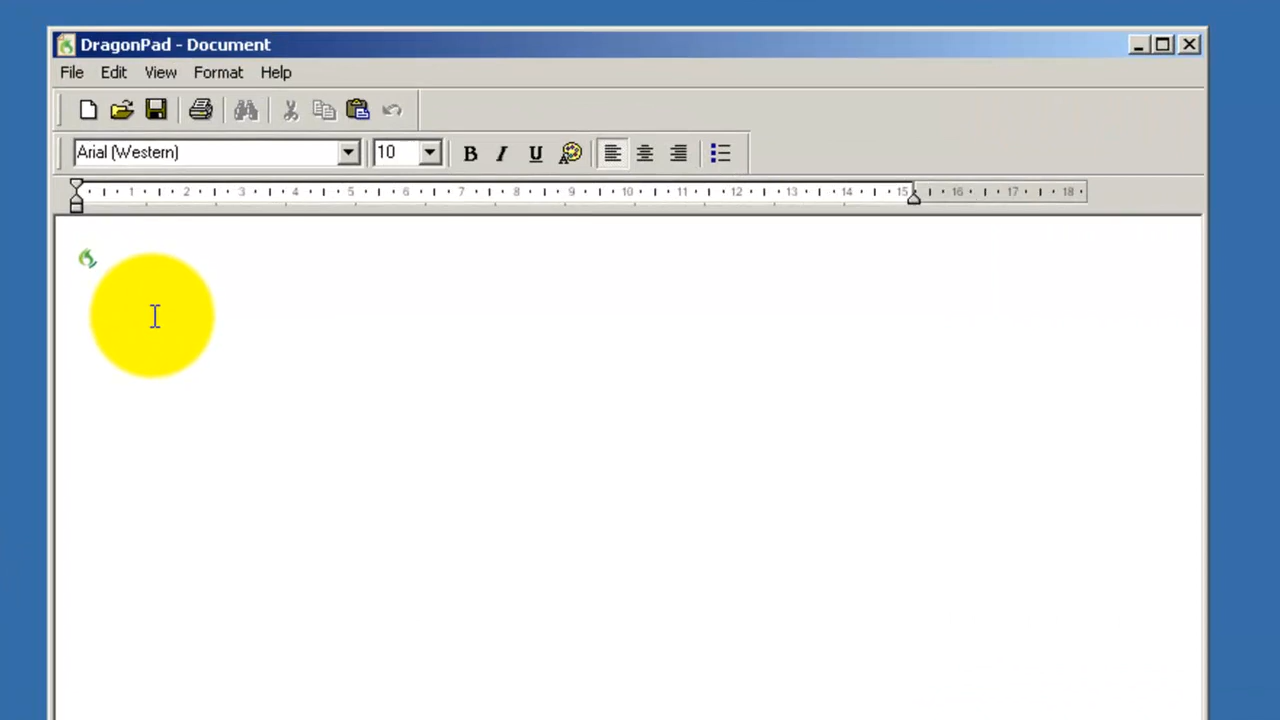 DragonPad - Document
File Edit View Format Help
Arial (Western) 10 B I U
1 2 3 4 5 6 7 8 9 10 11 12 13 14 15 16 17 18